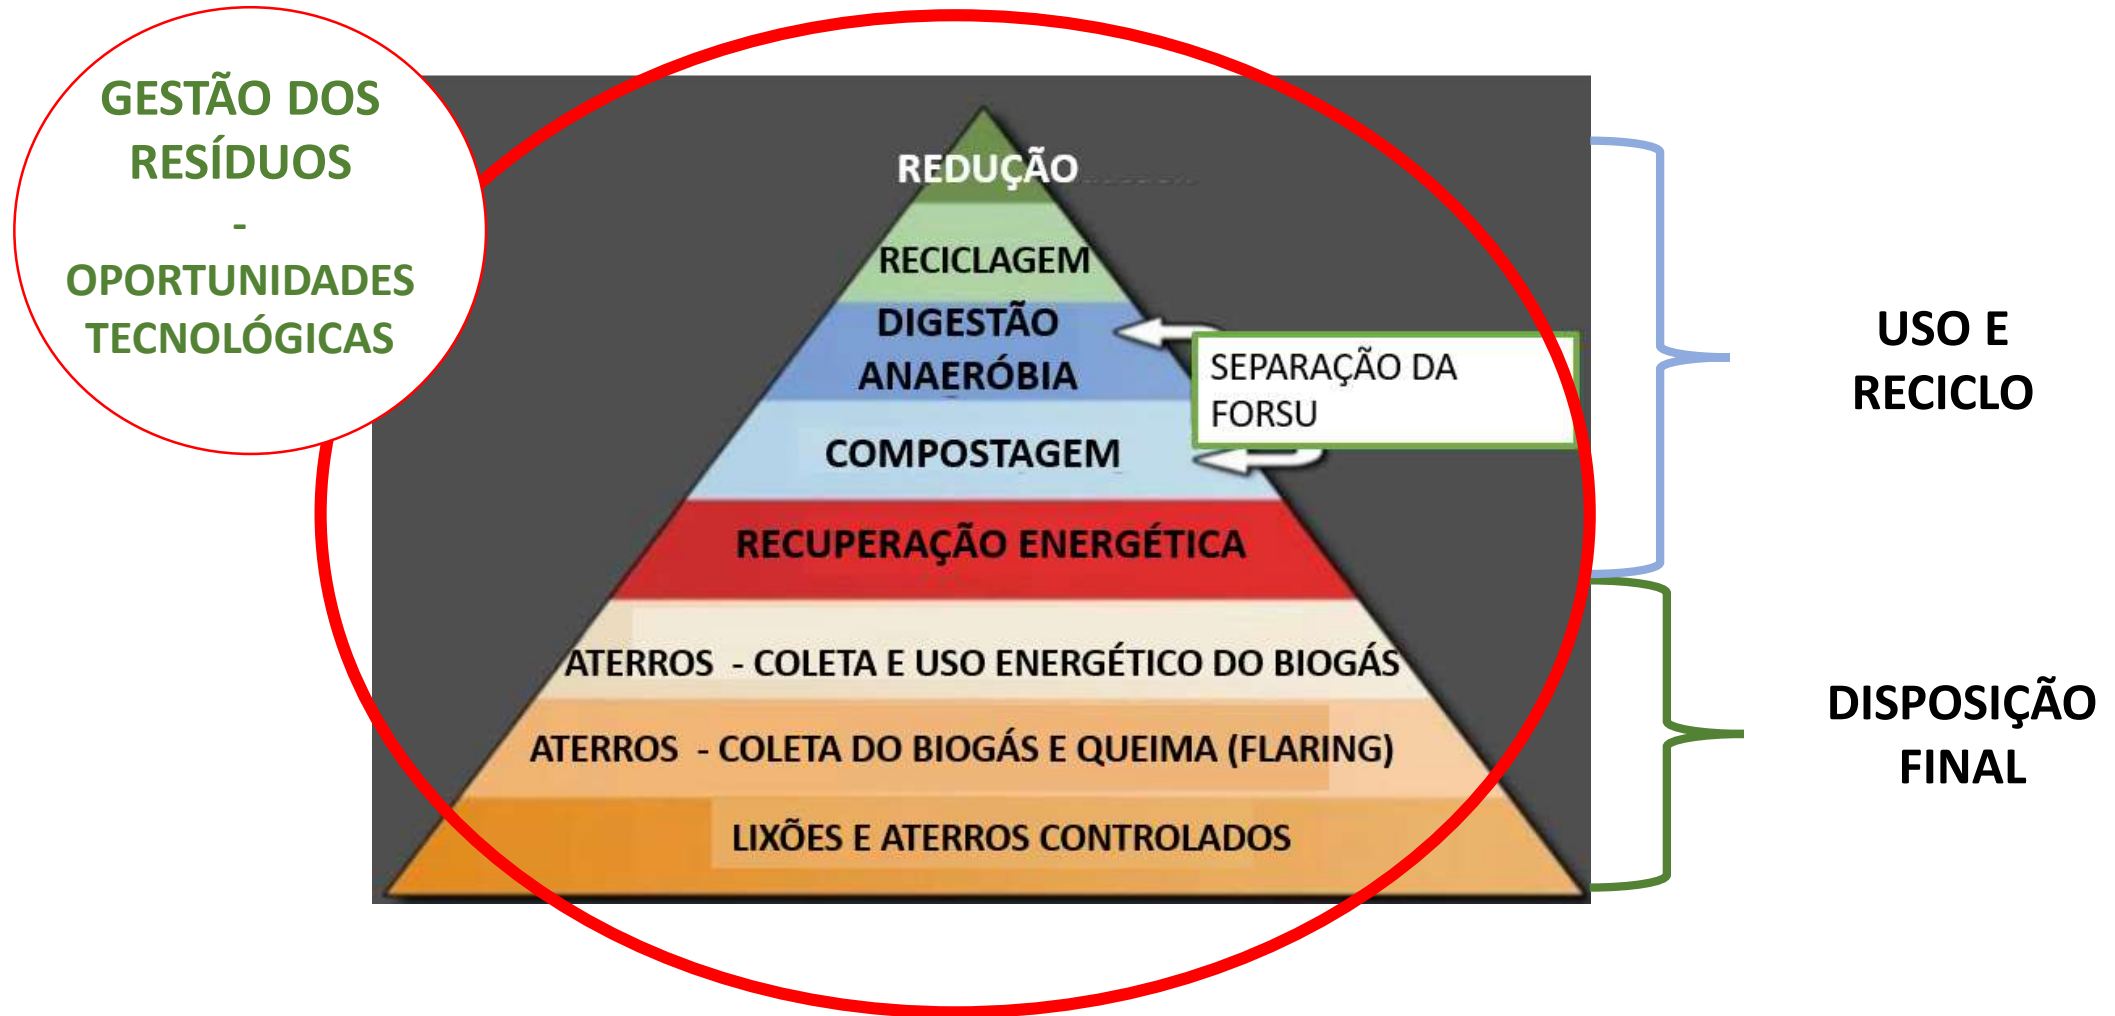 GESTÃO DOS
RESÍDUOS
-
OPORTUNIDADES
TECNOLÓGICAS
REDUÇÃO
RECICLAGEM
DIGESTÃO
ANAERÓBIA
SEPARAÇÃO DA
FORSU
COMPOSTAGEM
RECUPERAÇÃO ENERGÉTICA
ATERROS - COLETA E USO ENERGÉTICO DO BIOGÁS
ATERROS - COLETA DO BIOGÁS E QUEIMA (FLARING)
LIXÕES E ATERROS CONTROLADOS
USO E
RECICLO
DISPOSIÇÃO
FINAL